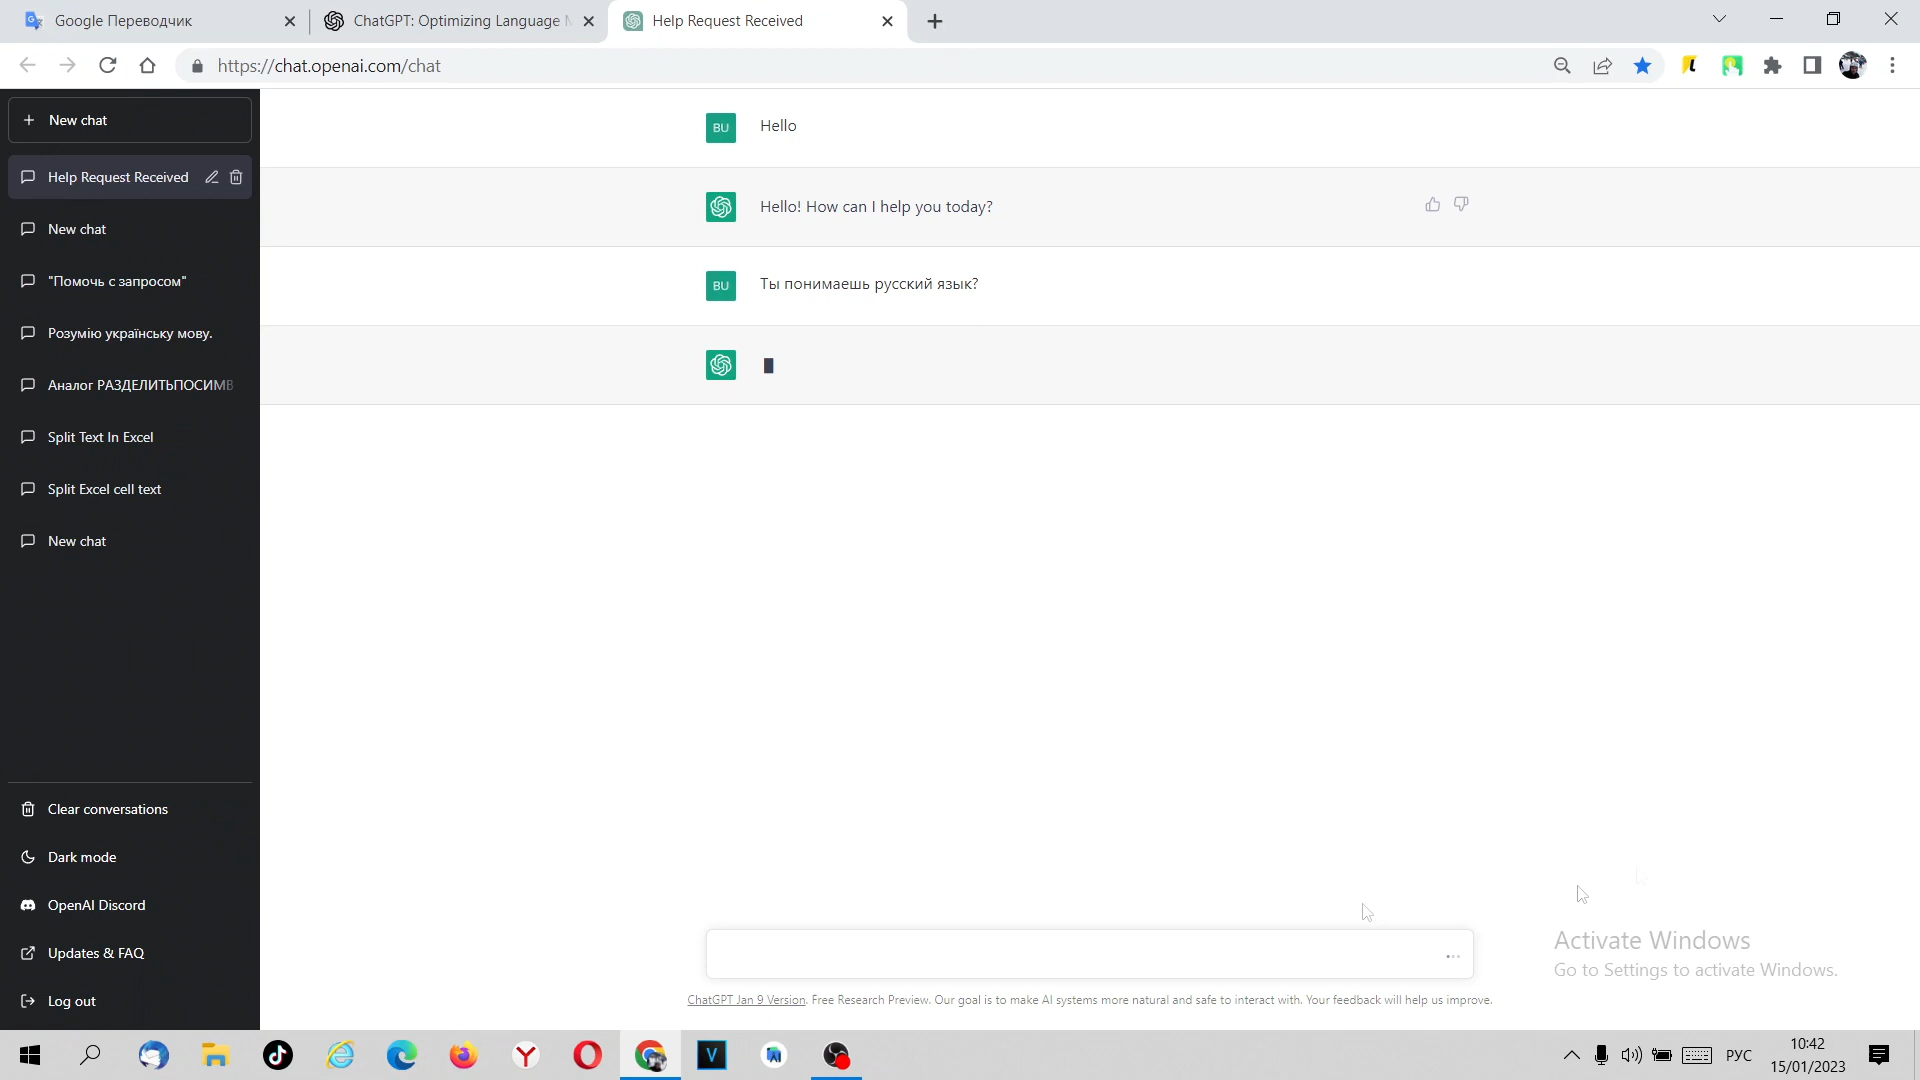 Google Переводчик
ChatGPT: Optimizing Language
Help Request Received
https://chat.openai.com/chat
New chat
Help Request Received
New chat
"Помочь с запросом"
Розумію українську мову.
Аналог РАЗДЕЛИТЬПОСИМВ
Split Text In Excel
Split Excel cell text
New chat
Clear conversations
Dark mode
OpenAI Discord
Updates & FAQ
Log out
BU Hello
Hello! How can I help you today?
BU Ты понимаешь русский язык?
ChatGPT Jan 9 Version. Free Research Preview. Our goal is to make AI systems more natural and safe to interact with. Your feedback will help us improve.
Activate Windows
Go to Settings to activate Windows.
РУС
10:42
15/01/2023